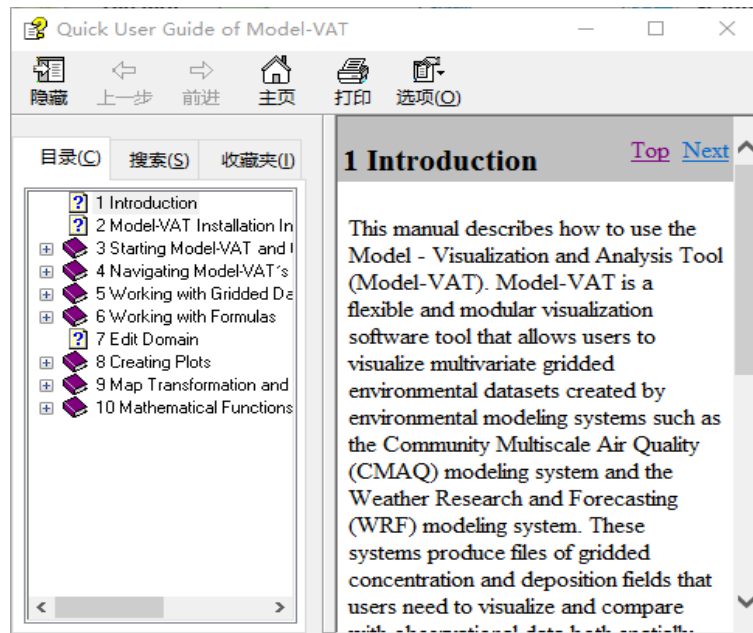 Quick User Guide of Model-VAT
隐藏 上一步 前进 主页 打印 选项(O)
目录(C) 搜索(S) 收藏夹(I)
1 Introduction
2 Model-VAT Installation In
3 Starting Model-VAT and
4 Navigating Model-VAT´s
5 Working with Gridded Da
6 Working with Formulas
7 Edit Domain
8 Creating Plots
9 Map Transformation and
10 Mathematical Functions
1 Introduction
Top Next
This manual describes how to use the
Model - Visualization and Analysis Tool
(Model-VAT). Model-VAT is a
flexible and modular visualization
software tool that allows users to
visualize multivariate gridded
environmental datasets created by
environmental modeling systems such as
the Community Multiscale Air Quality
(CMAQ) modeling system and the
Weather Research and Forecasting
(WRF) modeling system. These
systems produce files of gridded
concentration and deposition fields that
users need to visualize and compare
with observational data both spatially